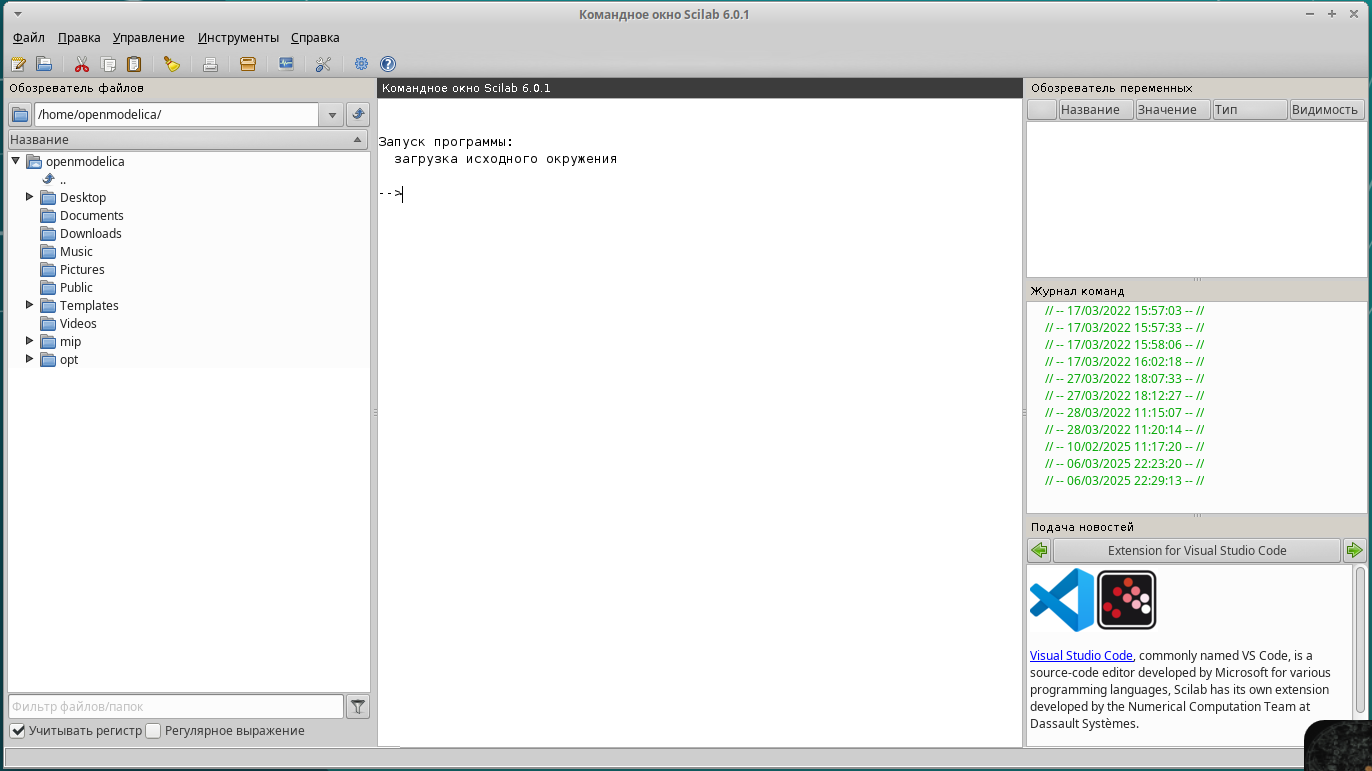 Командное окно Scilab 6.0.1
Файл Правка Управление Инструменты Справка
Обозреватель файлов
/home/openmodelica/
Название
openmodelica
..
Desktop
Documents
Downloads
Music
Pictures
Public
Templates
Videos
mip
opt
Фильтр файлов/папок
Учитывать регистр Регулярное выражение
Командное окно Scilab 6.0.1
Запуск программы:
загрузка исходного окружения
-->
Обозреватель переменных
Название Значение Тип Видимость
Журнал команд
// -- 17/03/2022 15:57:03 -- //
// -- 17/03/2022 15:57:33 -- //
// -- 17/03/2022 15:58:06 -- //
// -- 17/03/2022 16:02:18 -- //
// -- 27/03/2022 18:07:33 -- //
// -- 27/03/2022 18:12:27 -- //
// -- 28/03/2022 11:15:07 -- //
// -- 28/03/2022 11:20:14 -- //
// -- 10/02/2025 11:17:20 -- //
// -- 06/03/2025 22:23:20 -- //
// -- 06/03/2025 22:29:13 -- //
Подача новостей
Extension for Visual Studio Code
Visual Studio Code, commonly named VS Code, is a
source-code editor developed by Microsoft for various
programming languages, Scilab has its own extension
developed by the Numerical Computation Team at
Dassault Systèmes.